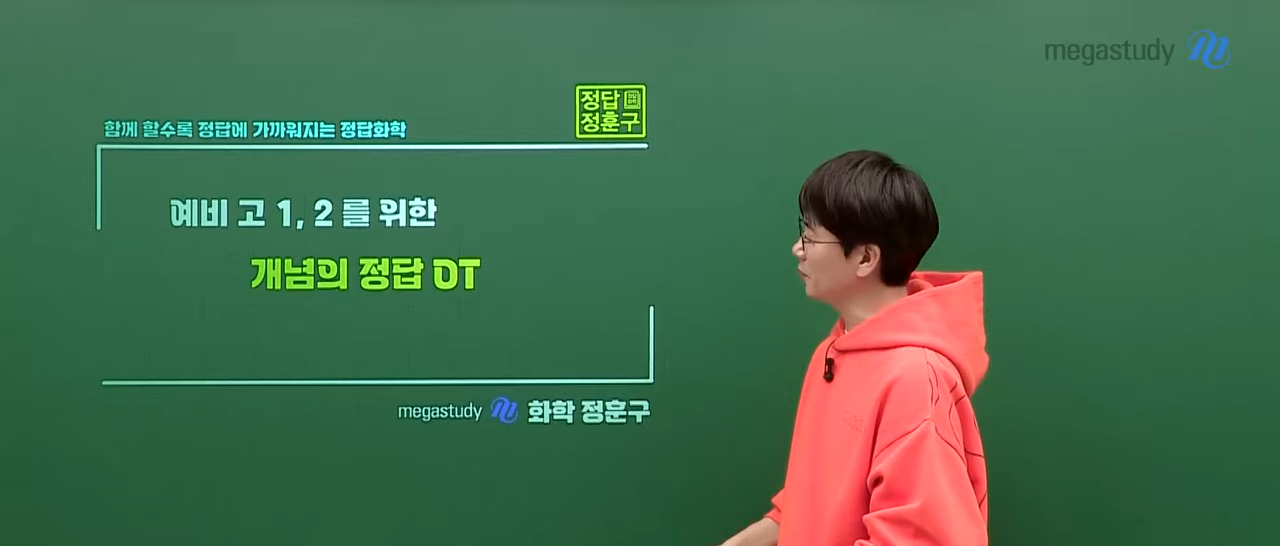 megastudy
정답
정훈구
함께 할수록 정답에 가까워지는 정답화학
예비 고 1, 2 를 위한
개념의 정답 OT
megastudy 화학 정훈구